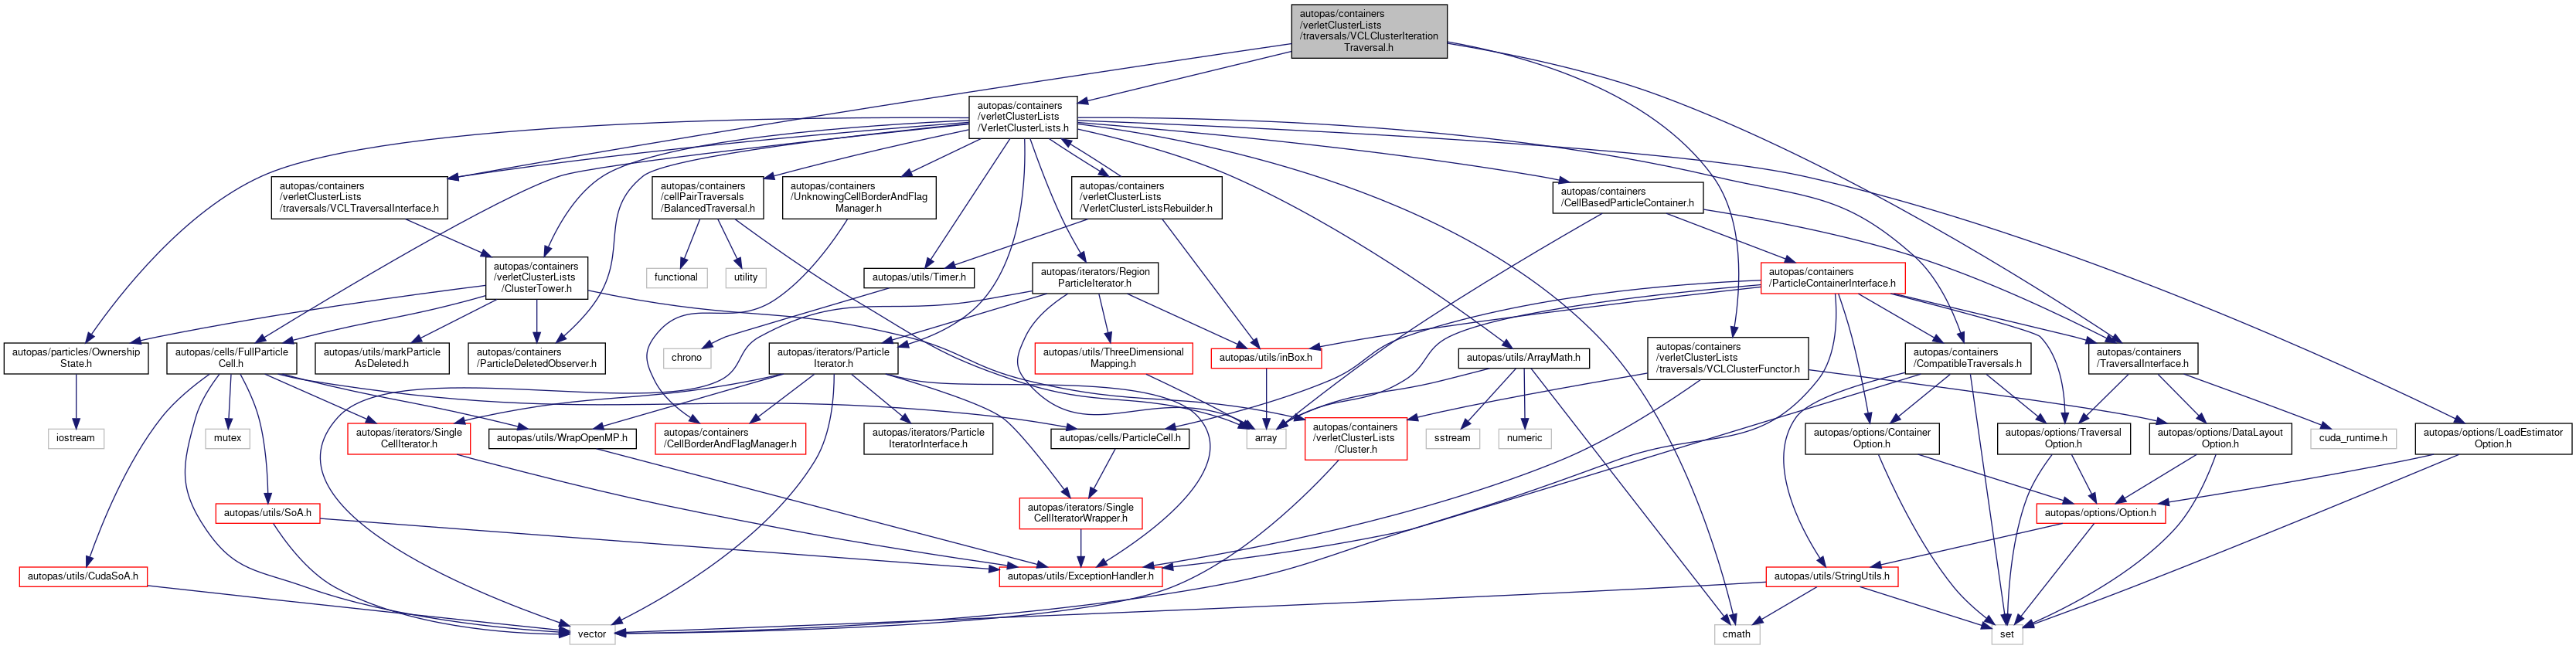 autopas/containers
/verletClusterLists
/traversals/VCLClusterIteration
Traversal.h
autopas/containers
/verletClusterLists
/VerletClusterLists.h
autopas/containers
/verletClusterLists
/traversals/VCLTraversalInterface.h
autopas/containers
/cellPairTraversals
/BalancedTraversal.h
autopas/containers
/UnknowingCellBorderAndFlag
Manager.h
autopas/containers
/verletClusterLists
/VerletClusterListsRebuilder.h
autopas/containers
/CellBasedParticleContainer.h
autopas/containers
/verletClusterLists
/ClusterTower.h
functional
utility
autopas/utils/Timer.h
autopas/iterators/Region
ParticleIterator.h
autopas/containers
/ParticleContainerInterface.h
autopas/particles/Ownership
State.h
autopas/cells/FullParticle
Cell.h
autopas/utils/markParticle
AsDeleted.h
autopas/containers
/ParticleDeletedObserver.h
chrono
autopas/iterators/Particle
Iterator.h
autopas/utils/ThreeDimensional
Mapping.h
autopas/utils/inBox.h
autopas/utils/ArrayMath.h
autopas/containers
/verletClusterLists
/traversals/VCLClusterFunctor.h
autopas/containers
/CompatibleTraversals.h
autopas/containers
/TraversalInterface.h
iostream
mutex
autopas/iterators/Single
CellIterator.h
autopas/utils/WrapOpenMP.h
autopas/containers
/CellBorderAndFlagManager.h
autopas/iterators/Particle
IteratorInterface.h
autopas/cells/ParticleCell.h
array
autopas/containers
/verletClusterLists
/Cluster.h
sstream
numeric
autopas/options/Container
Option.h
autopas/options/Traversal
Option.h
autopas/options/DataLayout
Option.h
cuda_runtime.h
autopas/options/LoadEstimator
Option.h
autopas/utils/SoA.h
autopas/iterators/Single
CellIteratorWrapper.h
autopas/options/Option.h
autopas/utils/CudaSoA.h
autopas/utils/ExceptionHandler.h
autopas/utils/StringUtils.h
vector
cmath
set